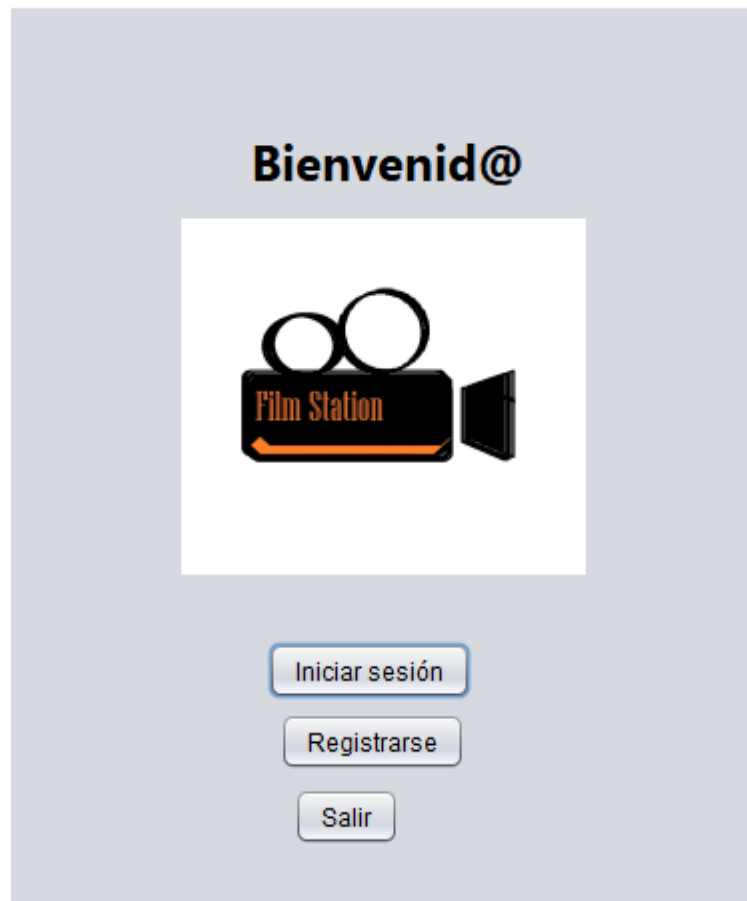 Bienvenid@
Film Station
Iniciar sesión
Registrarse
Salir